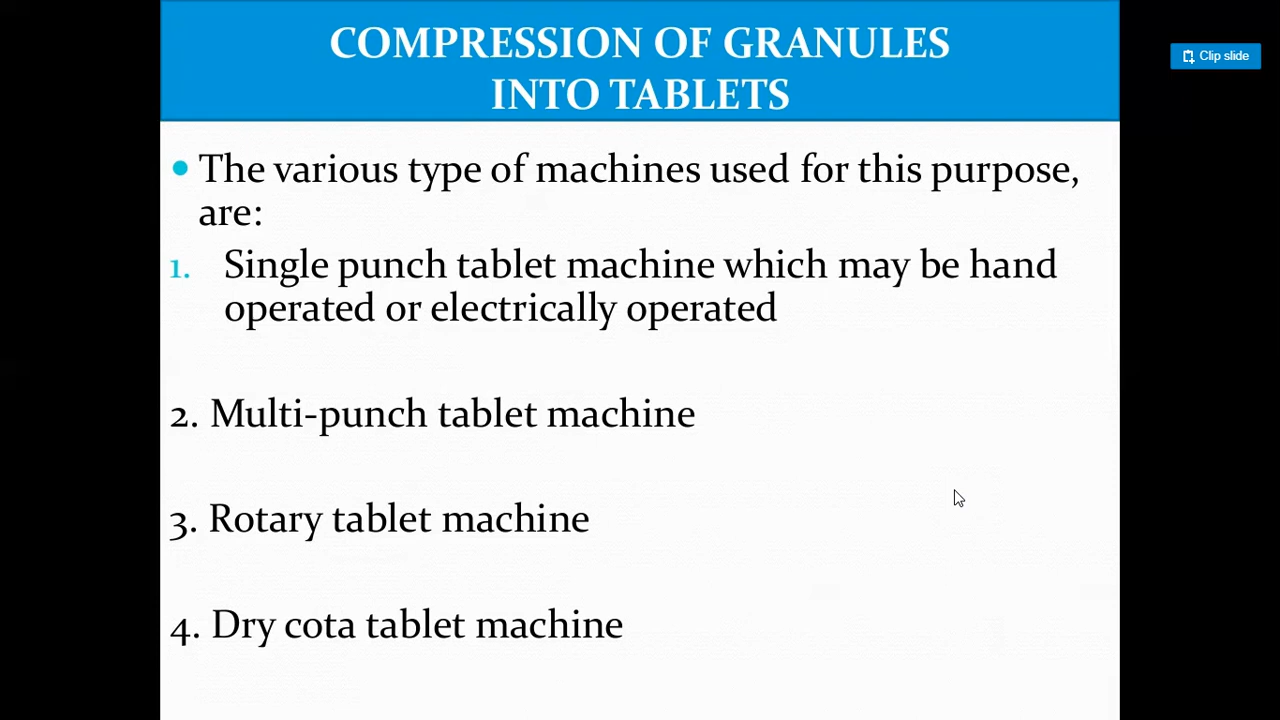 COMPRESSION OF GRANULES
INTO TABLETS
Clip slide
• The various type of machines used for this purpose,
are:
1. Single punch tablet machine which may be hand
operated or electrically operated
2. Multi-punch tablet machine
3. Rotary tablet machine
4. Dry cota tablet machine